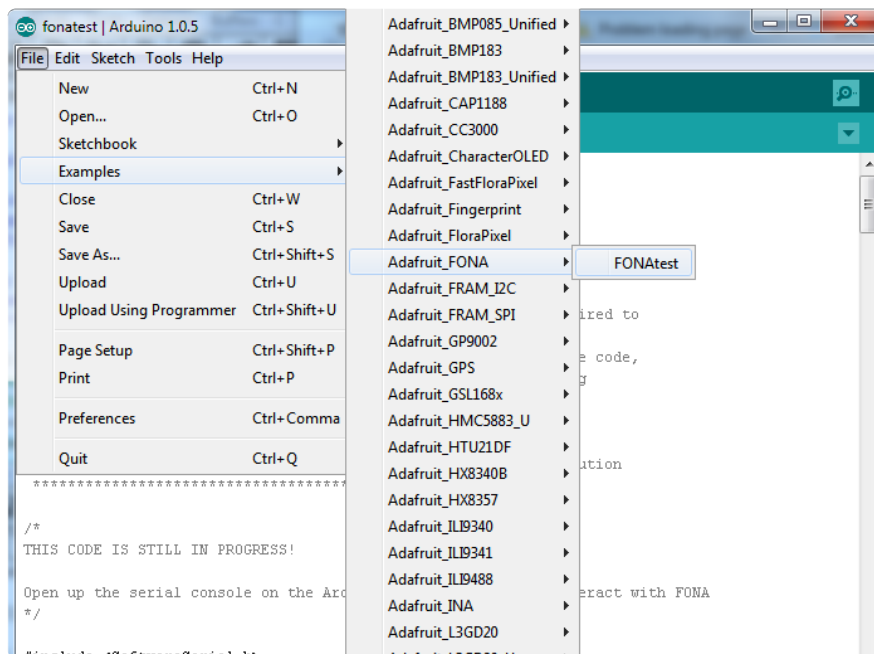 fonatest | Arduino 1.0.5
File Edit Sketch Tools Help
New Ctrl+N
Open... Ctrl+O
Sketchbook
Examples
Close Ctrl+W
Save Ctrl+S
Save As... Ctrl+Shift+S
Upload Ctrl+U
Upload Using Programmer Ctrl+Shift+U
Page Setup Ctrl+Shift+P
Print Ctrl+P
Preferences Ctrl+Comma
Quit Ctrl+Q
Adafruit_BMP085_Unified
Adafruit_BMP183
Adafruit_BMP183_Unified
Adafruit_CAP1188
Adafruit_CC3000
Adafruit_CharacterOLED
Adafruit_FastFloraPixel
Adafruit_Fingerprint
Adafruit_FloraPixel
Adafruit_FONA
Adafruit_FRAM_I2C
Adafruit_FRAM_SPI
Adafruit_GP9002
Adafruit_GPS
Adafruit_GSL168x
Adafruit_HMC5883_U
Adafruit_HTU21DF
Adafruit_HX8340B
Adafruit_HX8357
Adafruit_ILI9340
Adafruit_ILI9341
Adafruit_ILI9488
Adafruit_INA
Adafruit_L3GD20
FONAtest
ired to
e code,
g
ution
***********************************
/*
THIS CODE IS STILL IN PROGRESS!
Open up the serial console on the Ard eract with FONA
*/